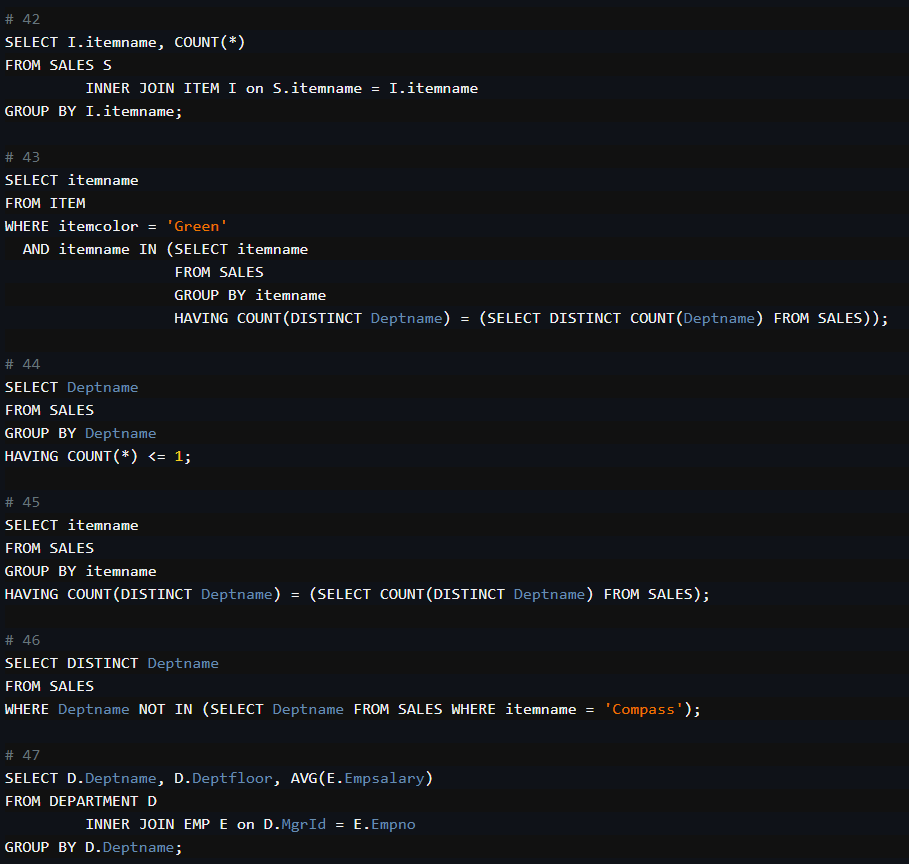 # 42
SELECT I.itemname, COUNT(*)
FROM SALES S
         INNER JOIN ITEM I on S.itemname = I.itemname
GROUP BY I.itemname;

# 43
SELECT itemname
FROM ITEM
WHERE itemcolor = 'Green'
  AND itemname IN (SELECT itemname
                   FROM SALES
                   GROUP BY itemname
                   HAVING COUNT(DISTINCT Deptname) = (SELECT DISTINCT COUNT(Deptname) FROM SALES));

# 44
SELECT Deptname
FROM SALES
GROUP BY Deptname
HAVING COUNT(*) <= 1;

# 45
SELECT itemname
FROM SALES
GROUP BY itemname
HAVING COUNT(DISTINCT Deptname) = (SELECT COUNT(DISTINCT Deptname) FROM SALES);

# 46
SELECT DISTINCT Deptname
FROM SALES
WHERE Deptname NOT IN (SELECT Deptname FROM SALES WHERE itemname = 'Compass');

# 47
SELECT D.Deptname, D.Deptfloor, AVG(E.Empsalary)
FROM DEPARTMENT D
         INNER JOIN EMP E on D.MgrId = E.Empno
GROUP BY D.Deptname;